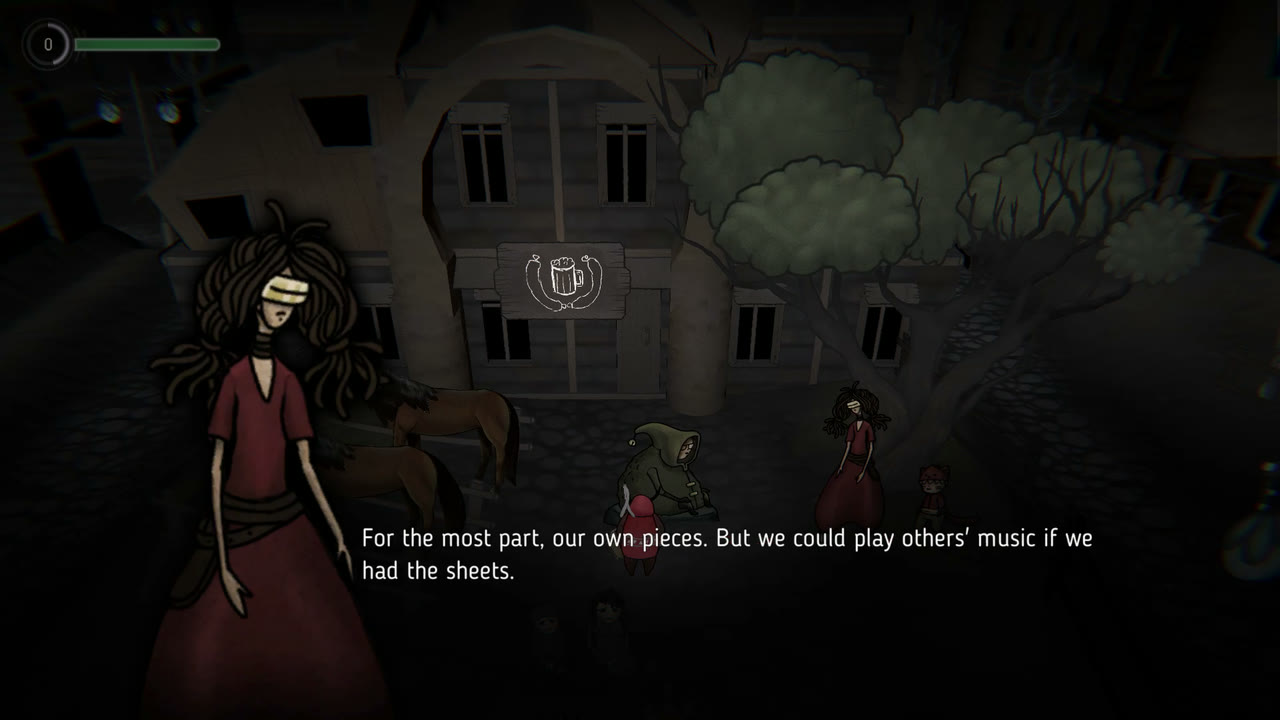 0
For the most part, our own pieces. But we could play others' music if we
had the sheets.